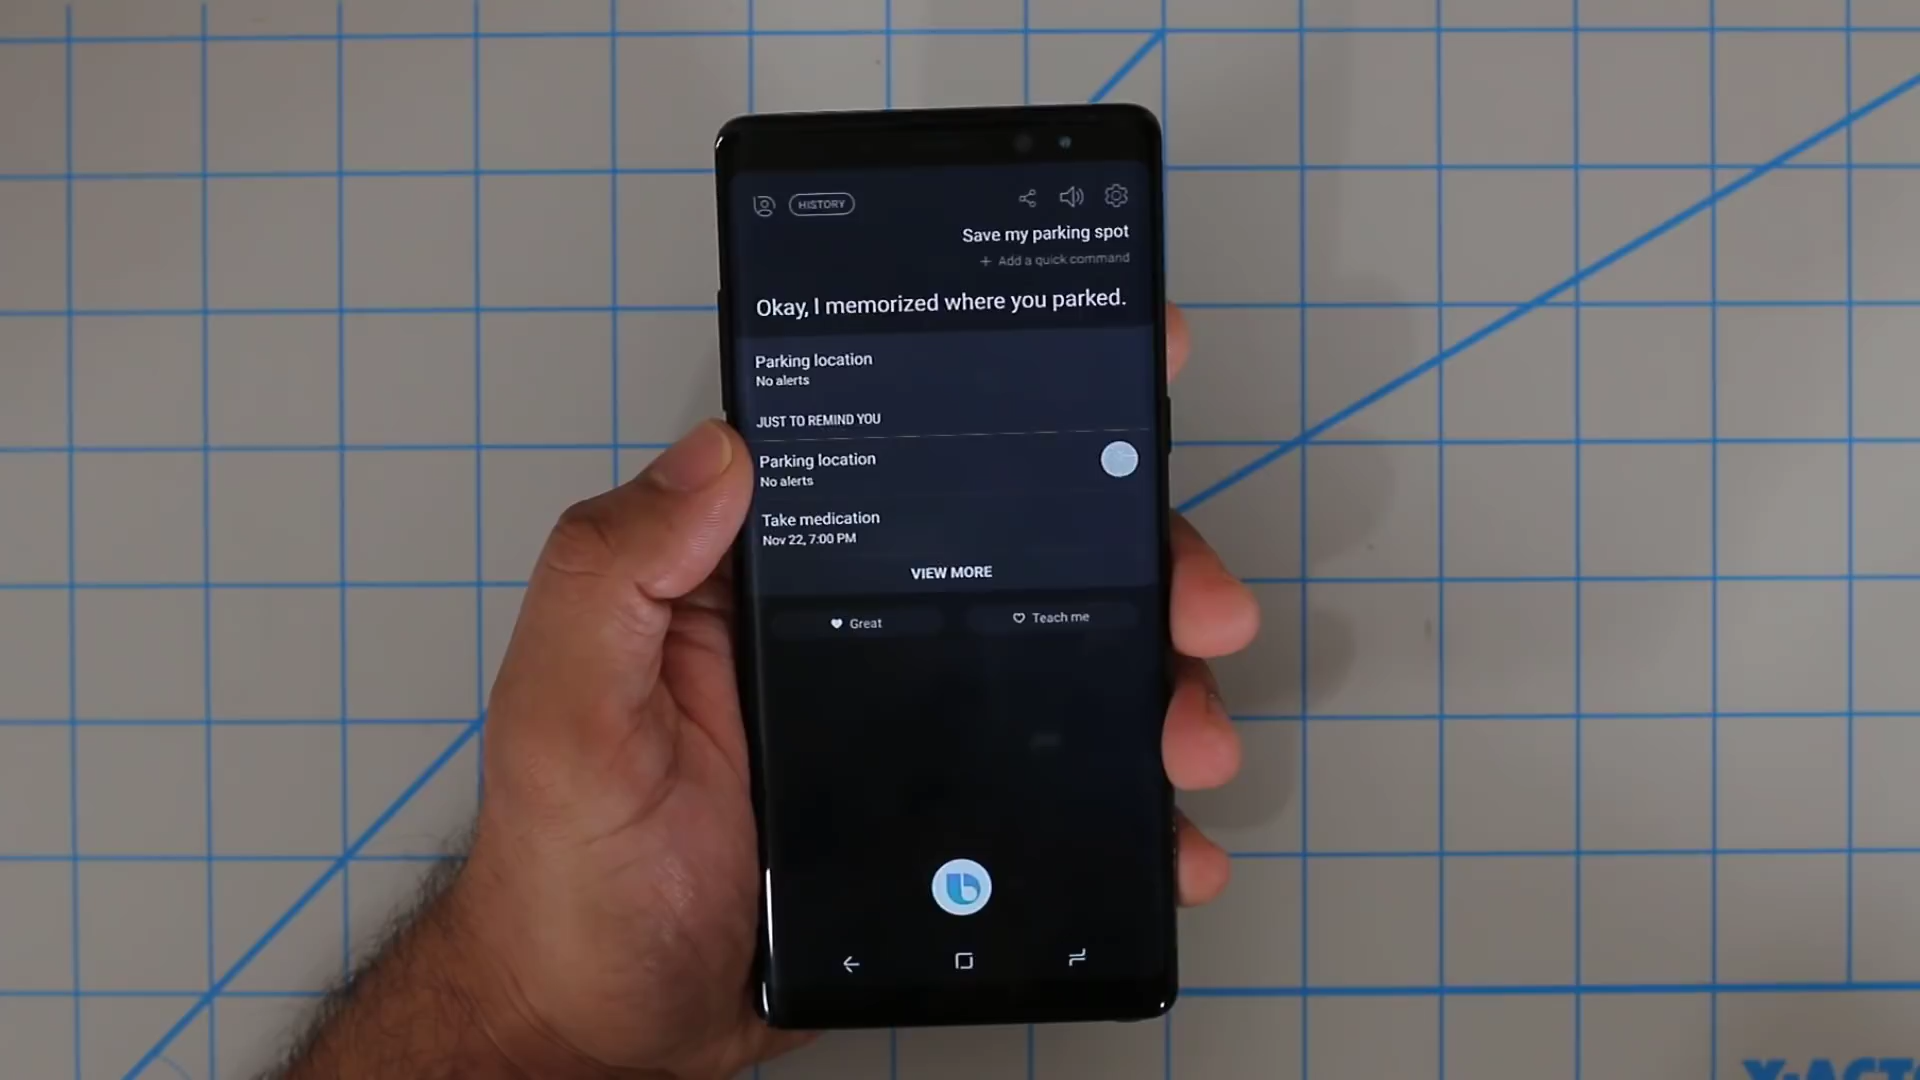 HISTORY
Save my parking spot
+ Add a quick command
Okay, I memorized where you parked.
Parking location
No alerts
JUST TO REMIND YOU
Parking location
No alerts
Take medication
Nov 22, 7:00 PM
VIEW MORE
Great
Teach me